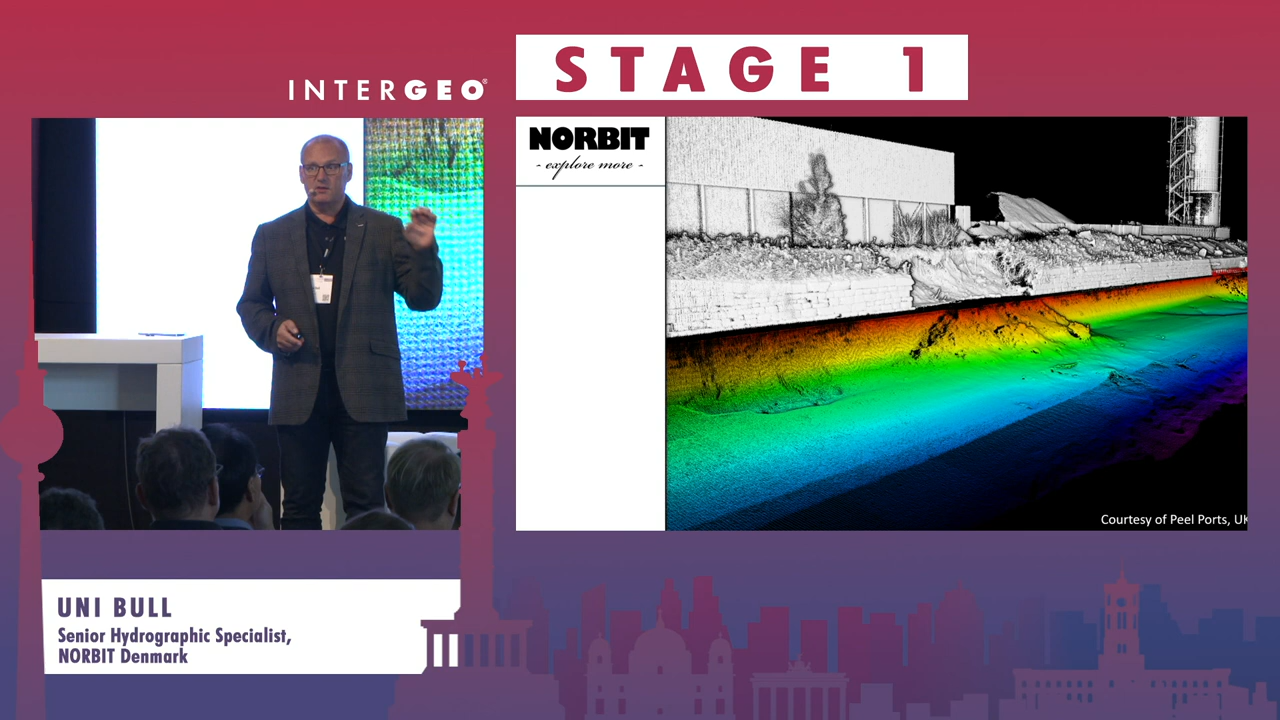 INTERGEO®
STAGE 1
NORBIT
- explore more -
Courtesy of Peel Ports, UK
UNI BULL
Senior Hydrographic Specialist,
NORBIT Denmark